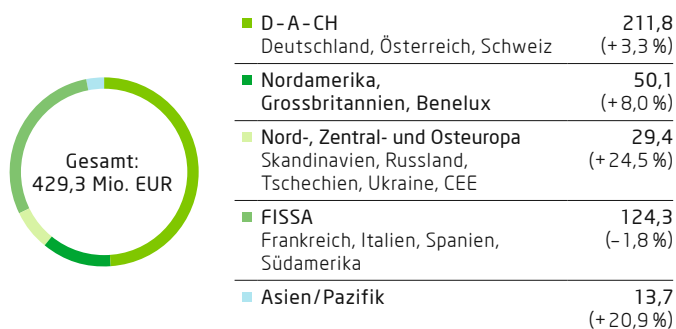 Gesamt:
429,3 Mio. EUR
D-A-CH 211,8
Deutschland, Österreich, Schweiz (+3,3 %)
Nordamerika, 50,1
Grossbritannien, Benelux (+8,0 %)
Nord-, Zentral- und Osteuropa 29,4
Skandinavien, Russland, (+24,5 %)
Tschechien, Ukraine, CEE
FISSA 124,3
Frankreich, Italien, Spanien, (–1,8 %)
Südamerika
Asien/Pazifik 13,7
(+20,9 %)